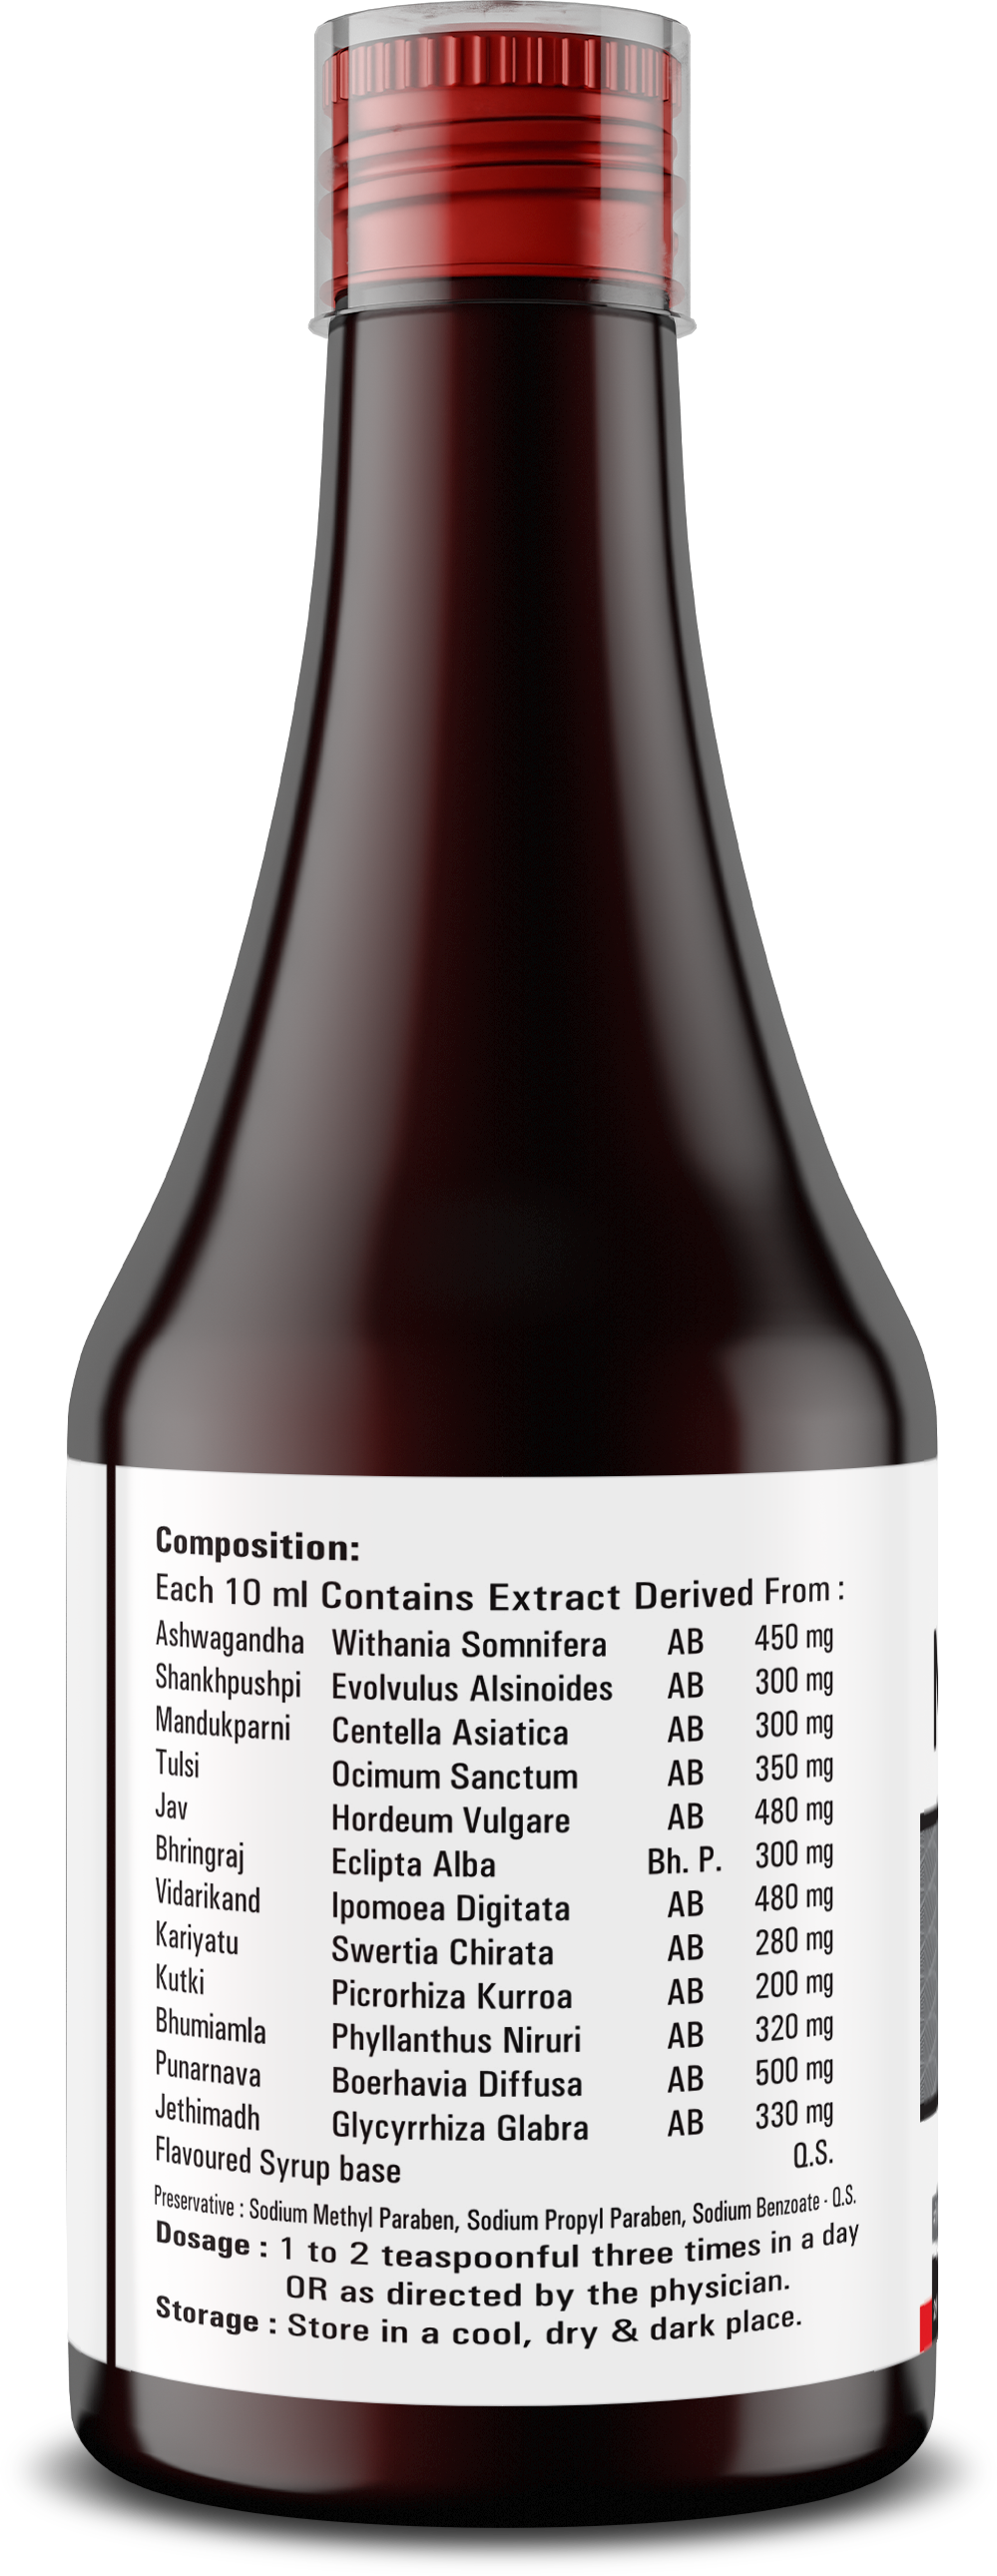 Composition:
Each 10 ml Contains Extract Derived From :
Ashwagandha Withania Somnifera AB 450 mg
Shankhpushpi Evolvulus Alsinoides AB 300 mg
Mandukparni Centella Asiatica AB 300 mg
Tulsi Ocimum Sanctum AB 350 mg
Jav Hordeum Vulgare AB 480 mg
Bhringraj Eclipta Alba Bh. P. 300 mg
Vidarikand Ipomoea Digitata AB 480 mg
Kariyatu Swertia Chirata AB 280 mg
Kutki Picrorhiza Kurroa AB 200 mg
Bhumiamla Phyllanthus Niruri AB 320 mg
Punarnava Boerhavia Diffusa AB 500 mg
Jethimadh Glycyrrhiza Glabra AB 330 mg
Flavoured Syrup base Q.S.
Preservative : Sodium Methyl Paraben, Sodium Propyl Paraben, Sodium Benzoate - Q.S.
Dosage : 1 to 2 teaspoonful three times in a day
OR as directed by the physician.
Storage : Store in a cool, dry & dark place.